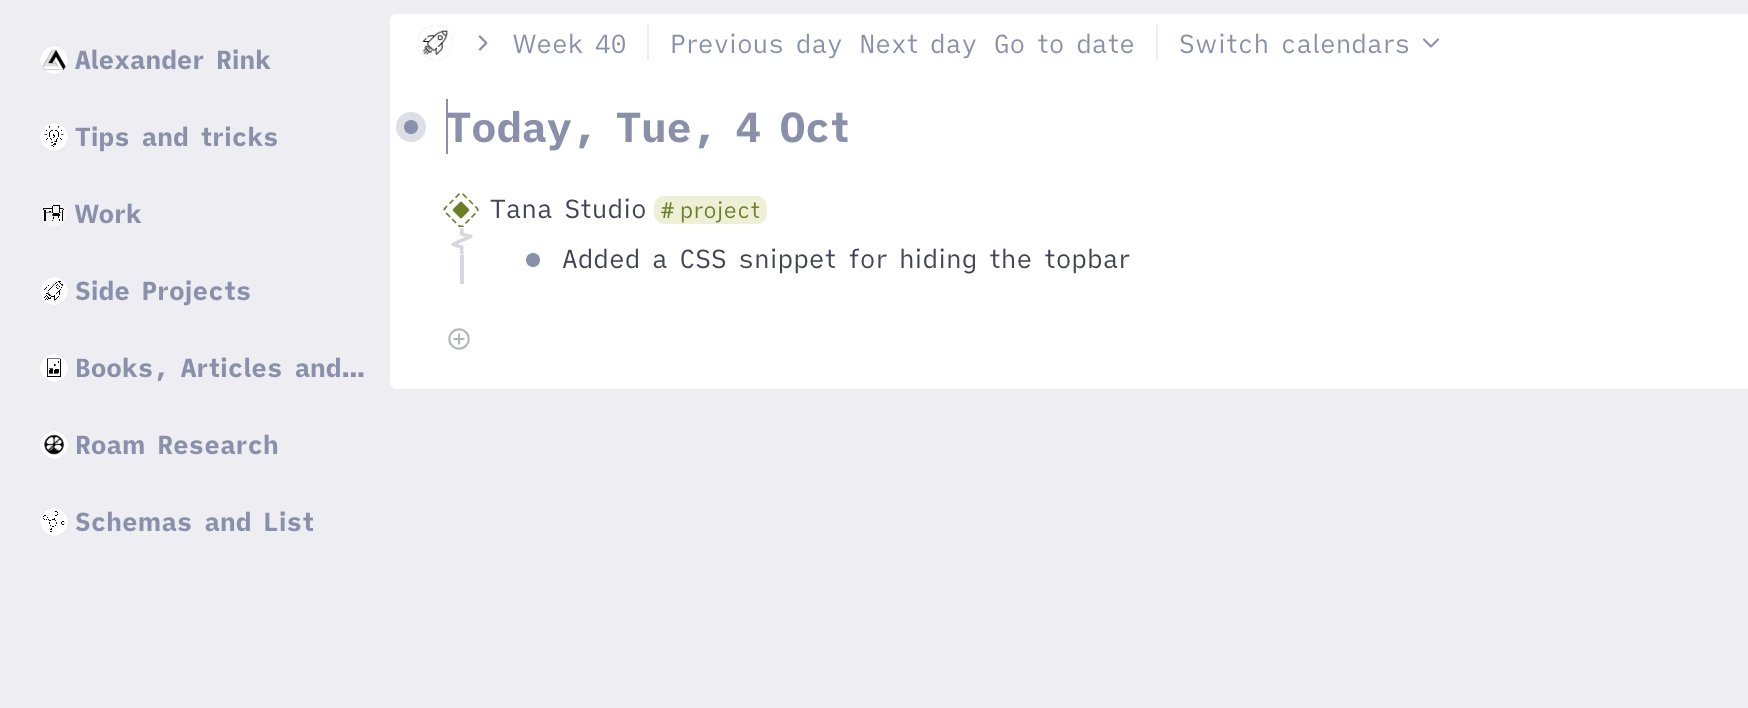 Alexander Rink
Tips and tricks
Work
Side Projects
Books, Articles and...
Roam Research
Schemas and List
Week 40 Previous day Next day Go to date Switch calendars
Today, Tue, 4 Oct
Tana Studio # project
Added a CSS snippet for hiding the topbar